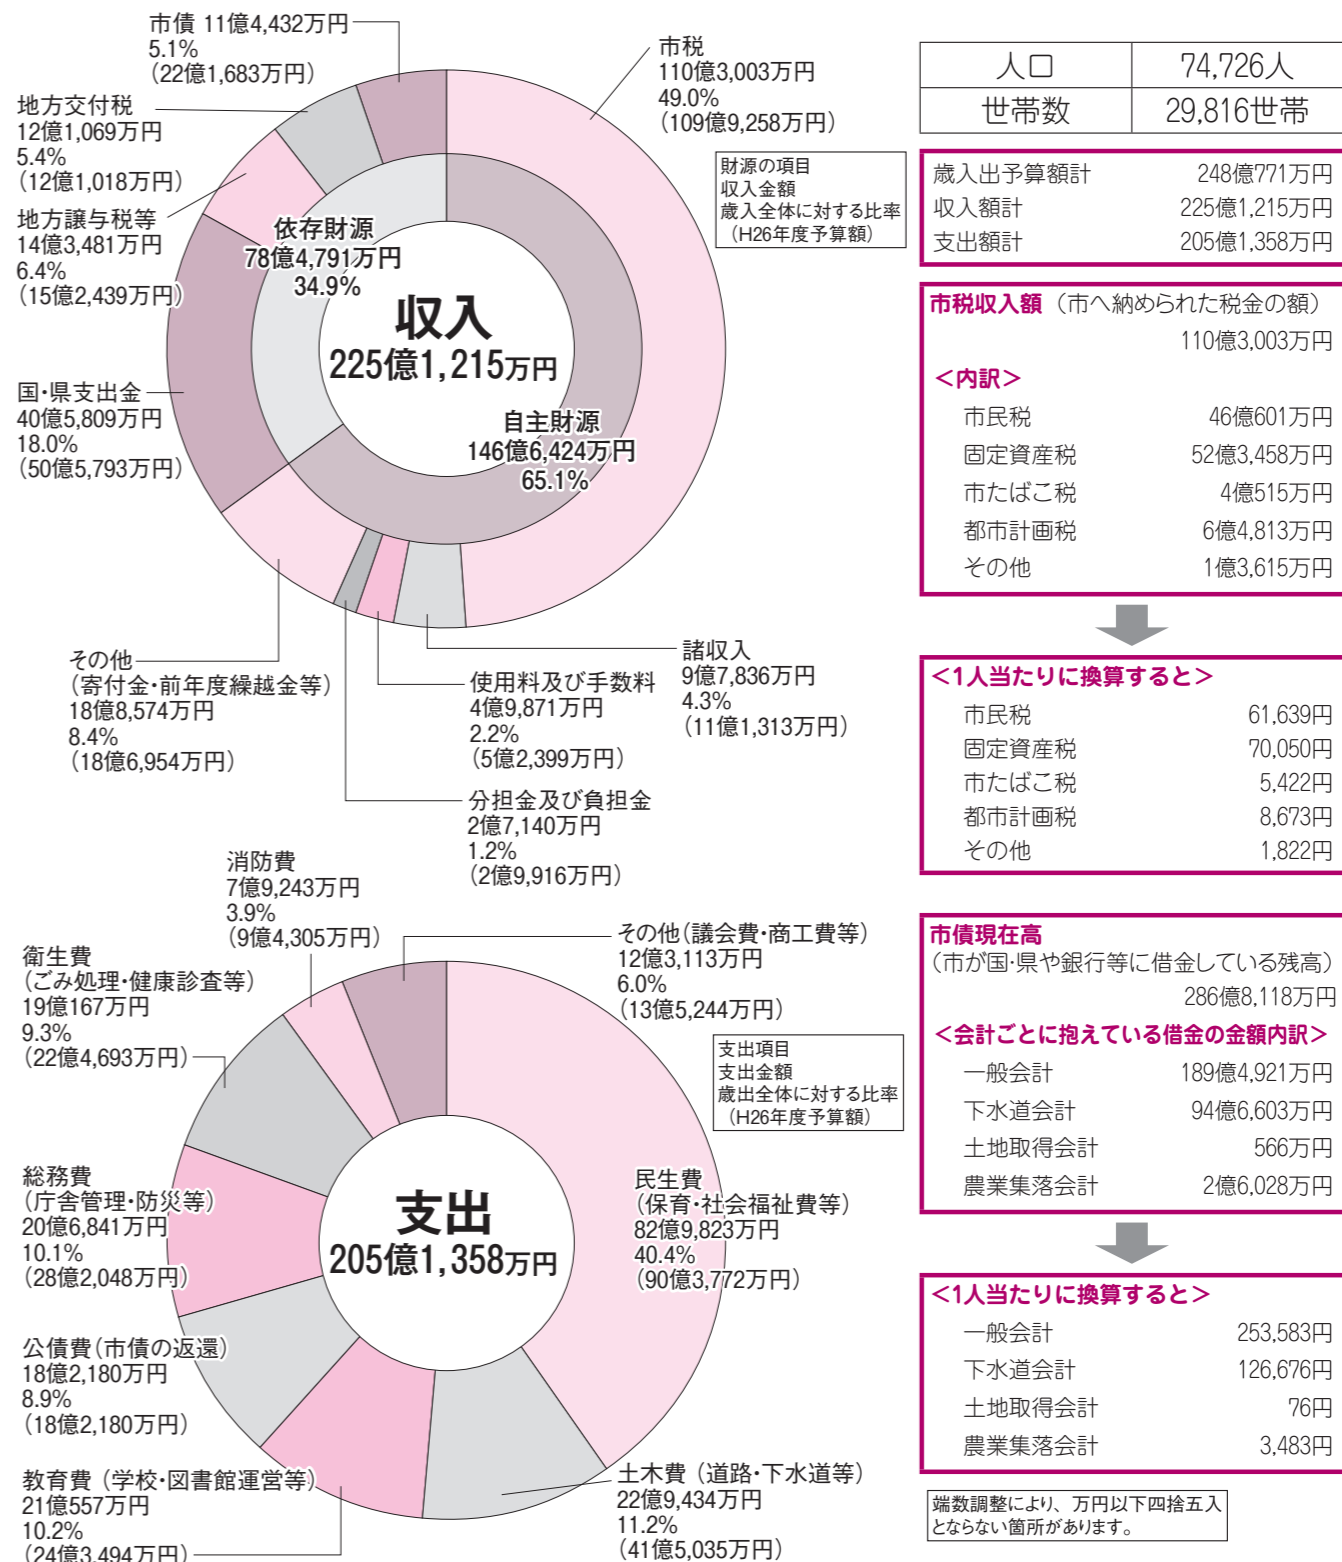 市債 11億4,432万円
5.1%
(22億1,683万円)
地方交付税
12億1,069万円
5.4%
(12億1,018万円)
地方譲与税等
14億3,481万円
6.4%
(15億2,439万円)
国・県支出金
40億5,809万円
18.0%
(50億5,793万円)
その他
(寄付金・前年度繰越金等)
18億8,574万円
8.4%
(18億6,954万円)
市税
110億3,003万円
49.0%
(109億9,258万円)
財源の項目
収入金額
歳入全体に対する比率
(H26年度予算額)
依存財源
78億4,791万円
34.9%
収入
225億1,215万円
自主財源
146億6,424万円
65.1%
諸収入
9億7,836万円
4.3%
(11億1,313万円)
使用料及び手数料
4億9,871万円
2.2%
(5億2,399万円)
分担金及び負担金
2億7,140万円
1.2%
(2億9,916万円)
消防費
7億9,243万円
3.9%
(9億4,305万円)
衛生費
(ごみ処理・健康診査等)
19億167万円
9.3%
(22億4,693万円)
総務費
(庁舎管理・防災等)
20億6,841万円
10.1%
(28億2,048万円)
公債費(市債の返還)
18億2,180万円
8.9%
(18億2,180万円)
教育費(学校・図書館運営等)
21億557万円
10.2%
(24億3,494万円)
その他(議会費・商工費等)
12億3,113万円
6.0%
(13億5,244万円)
支出項目
支出金額
歳出全体に対する比率
(H26年度予算額)
支出
205億1,358万円
民生費
(保育・社会福祉費等)
82億9,823万円
40.4%
(90億3,772万円)
土木費(道路・下水道等)
22億9,434万円
11.2%
(41億5,035万円)
人口 74,726人
世帯数 29,816世帯
歳入出予算額計 248億771万円
収入額計 225億1,215万円
支出額計 205億1,358万円
市税収入額(市へ納められた税金の額)
110億3,003万円
<内訳>
市民税 46億601万円
固定資産税 52億3,458万円
市たばこ税 4億515万円
都市計画税 6億4,813万円
その他 1億3,615万円
<1人当たりに換算すると>
市民税 61,639円
固定資産税 70,050円
市たばこ税 5,422円
都市計画税 8,673円
その他 1,822円
市債現在高
(市が国・県や銀行等に借金している残高)
286億8,118万円
<会計ごとに抱えている借金の金額内訳>
一般会計 189億4,921万円
下水道会計 94億6,603万円
土地取得会計 566万円
農業集落会計 2億6,028万円
<1人当たりに換算すると>
一般会計 253,583円
下水道会計 126,676円
土地取得会計 76円
農業集落会計 3,483円
端数調整により、万円以下四捨五入
とならない箇所があります。